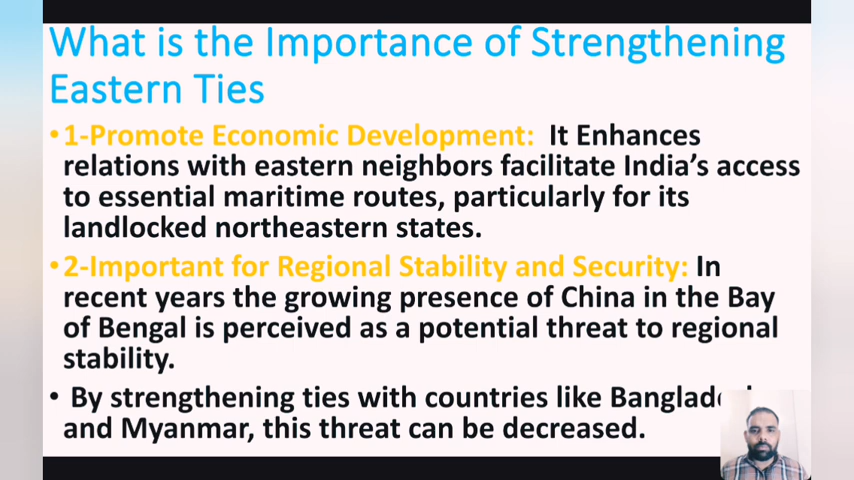 What is the Importance of Strengthening
Eastern Ties
•1-Promote Economic Development: It Enhances
relations with eastern neighbors facilitate India's access
to essential maritime routes, particularly for its
landlocked northeastern states.
•2-Important for Regional Stability and Security: In
recent years the growing presence of China in the Bay
of Bengal is perceived as a potential threat to regional
stability.
• By strengthening ties with countries like
and Myanmar, this threat can be decreased.